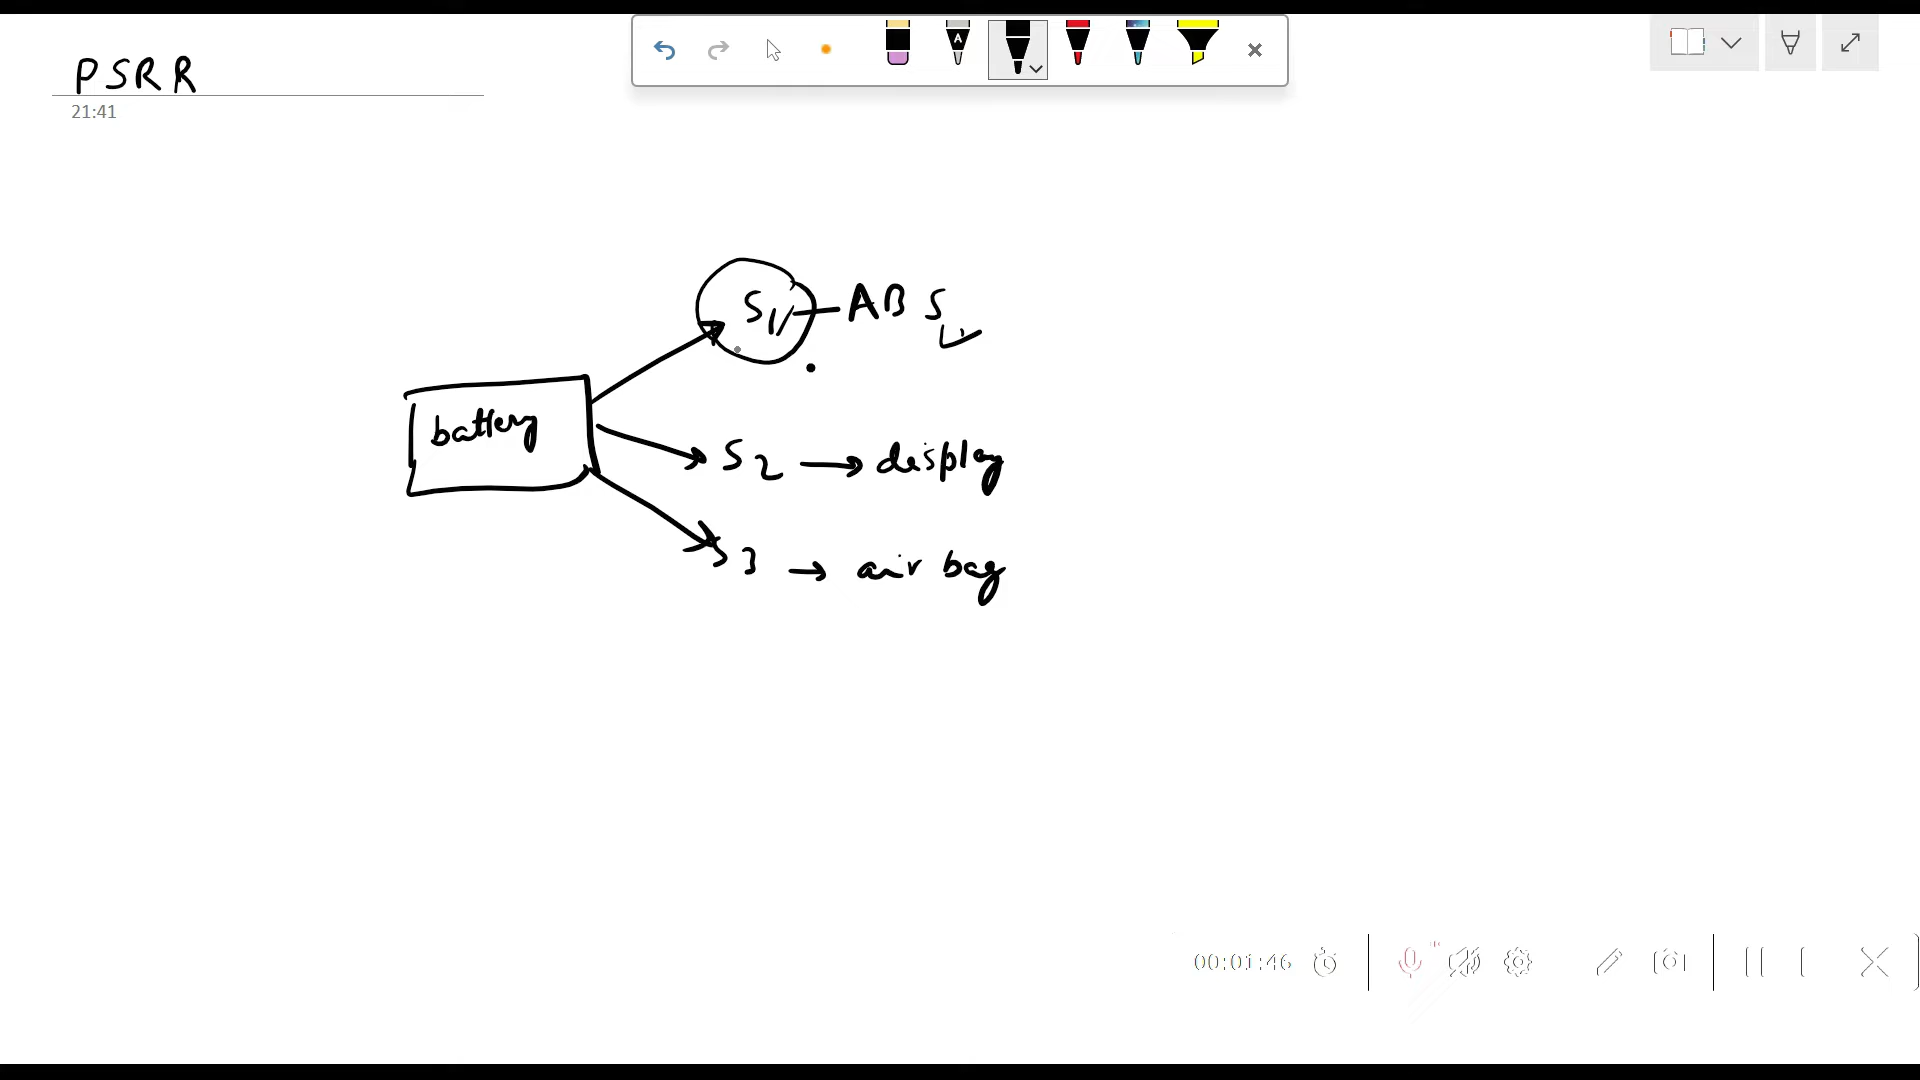 PSRR
21:41
S1 - ABS
battery
S2 → display
S3 → air bag
00:01:46